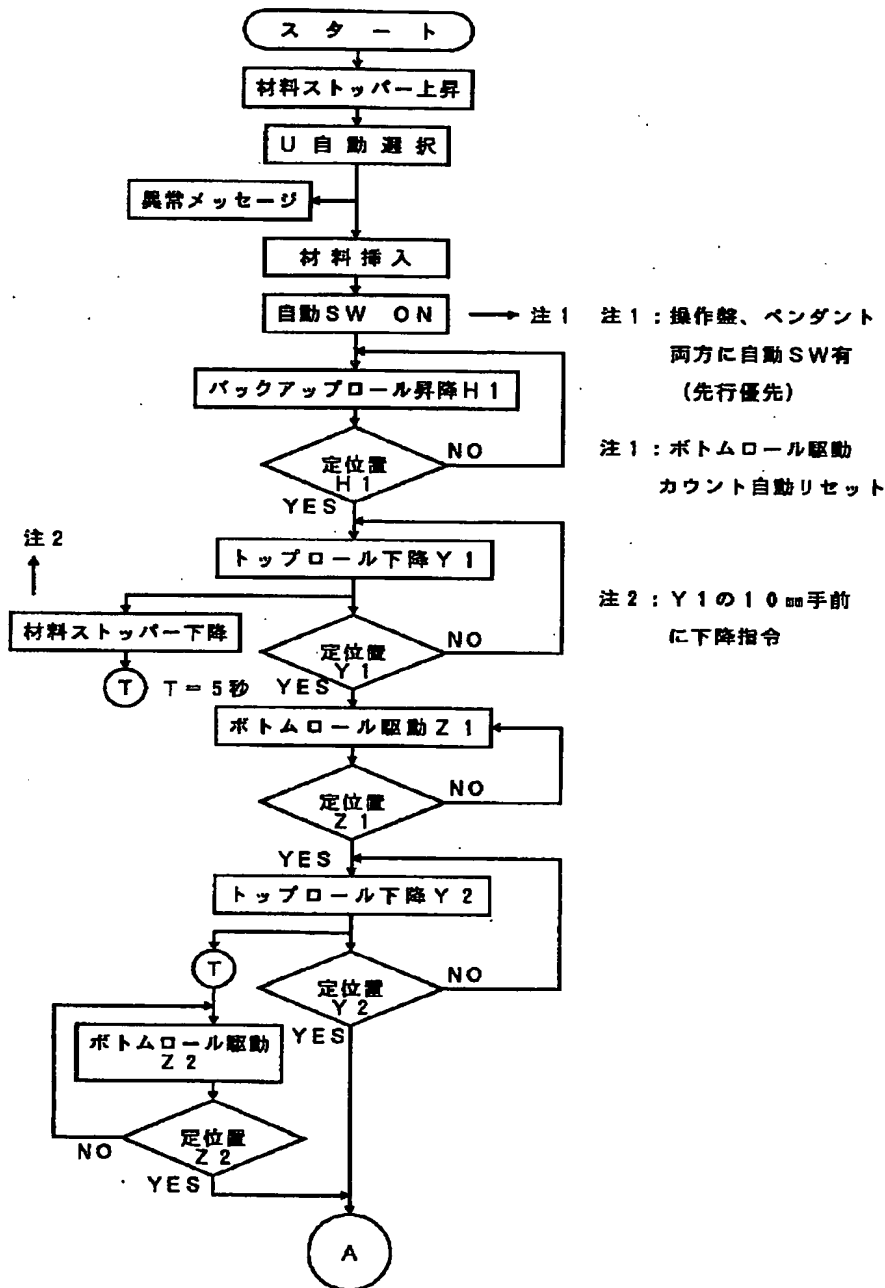 スタート
材料ストッパー上昇
U自動選択
異常メッセージ
材料挿入
自動SW ON
注1
注1：操作盤、ペンダント
両方に自動SW有
（先行優先）
バックアップロール昇降H1
定位置
H1
NO
YES
注1：ボトムロール駆動
カウント自動リセット
注2
トップロール下降Y1
材料ストッパー下降
注2：Y1の10㎜手前
に下降指令
定位置
Y1
NO
YES
T
T＝5秒
ボトムロール駆動Z1
定位置
Z1
NO
YES
トップロール下降Y2
T
定位置
Y2
NO
YES
ボトムロール駆動
Z2
定位置
Z2
NO
YES
A